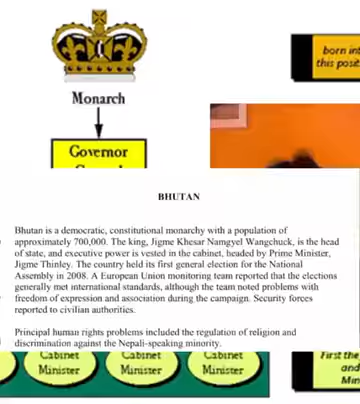 born int
this posit
Monarch
Governor
BHUTAN
Bhutan is a democratic, constitutional monarchy with a population of
approximately 700,000. The king, Jigme Khesar Namgyel Wangchuck, is the head
of state, and executive power is vested in the cabinet, headed by Prime Minister,
Jigme Thinley. The country held its first general election for the National
Assembly in 2008. A European Union monitoring team reported that the elections
generally met international standards, although the team noted problems with
freedom of expression and association during the campaign. Security forces
reported to civilian authorities.
Principal human rights problems included the regulation of religion and
discrimination against the Nepali-speaking minority.
Cabinet Cabinet Cabinet First the
Minister Minister Minister and
Min